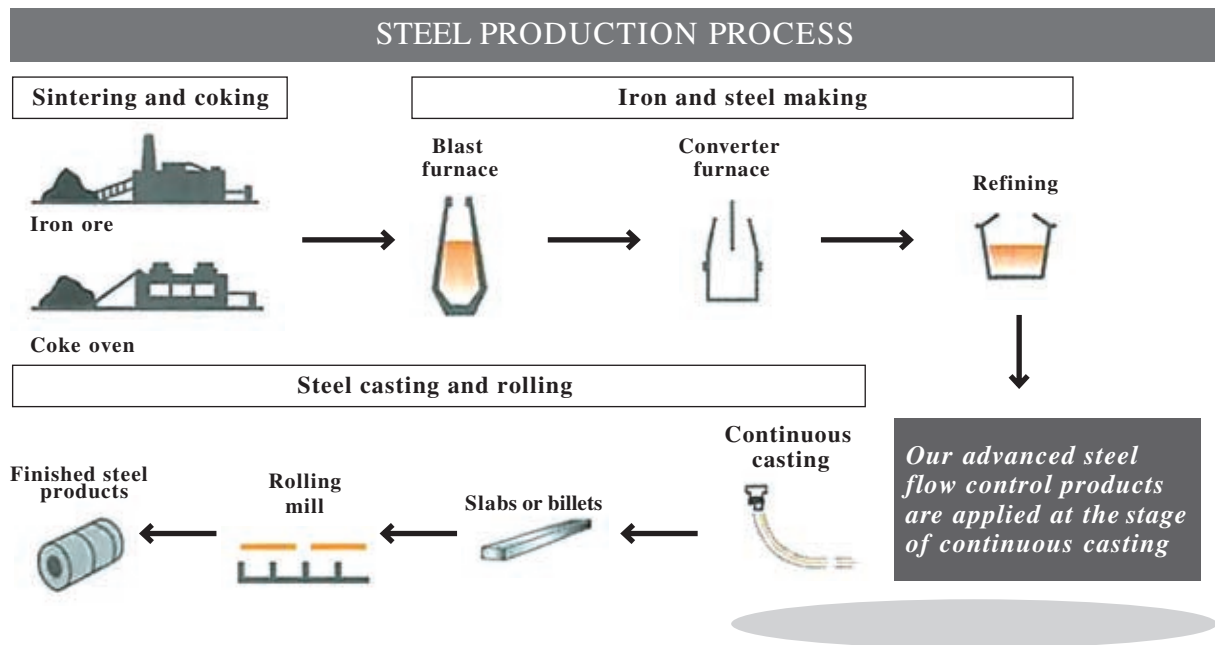 STEEL PRODUCTION PROCESS
Sintering and coking
Iron and steel making
Iron ore
Coke oven
Blast
furnace
Converter
furnace
Refining
Steel casting and rolling
Our advanced steel
flow control products
are applied at the stage
of continuous casting
Continuous
casting
Slabs or billets
Rolling
mill
Finished steel
products